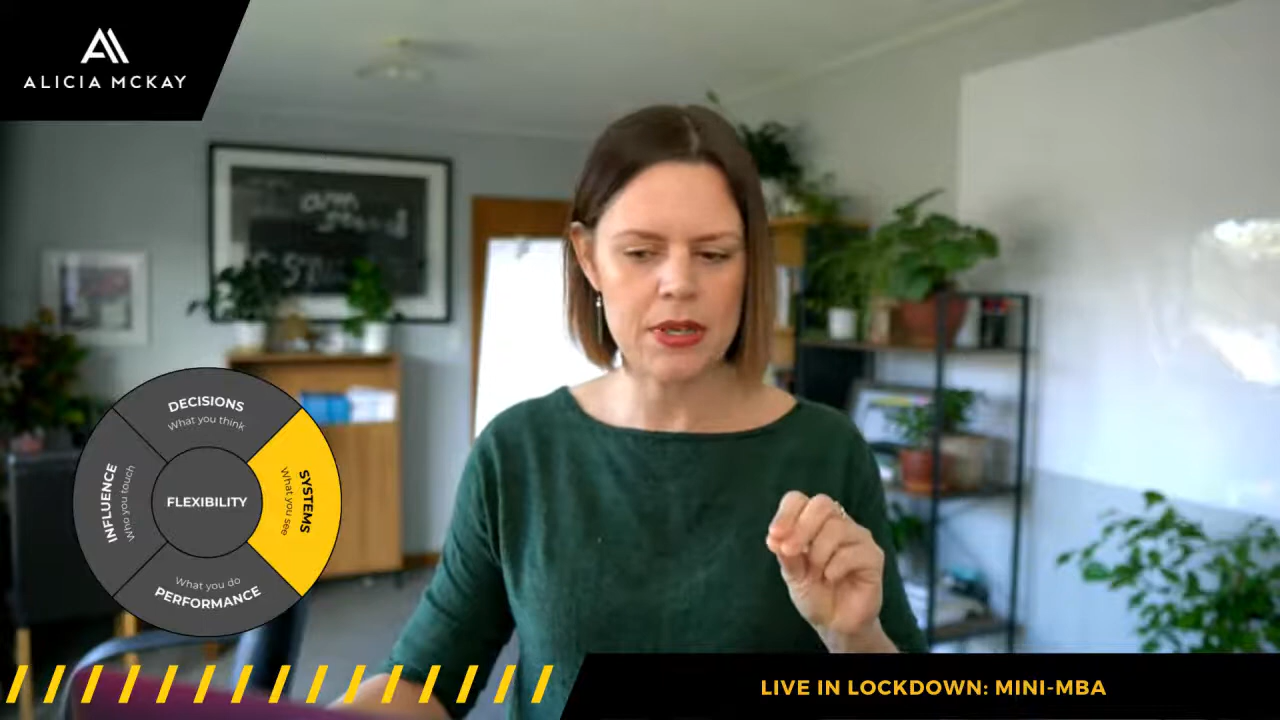 ALICIA MCKAY
DECISIONS
What you think
SYSTEMS
What you see
INFLUENCE
Who you touch
FLEXIBILITY
What you do
PERFORMANCE
LIVE IN LOCKDOWN: MINI-MBA